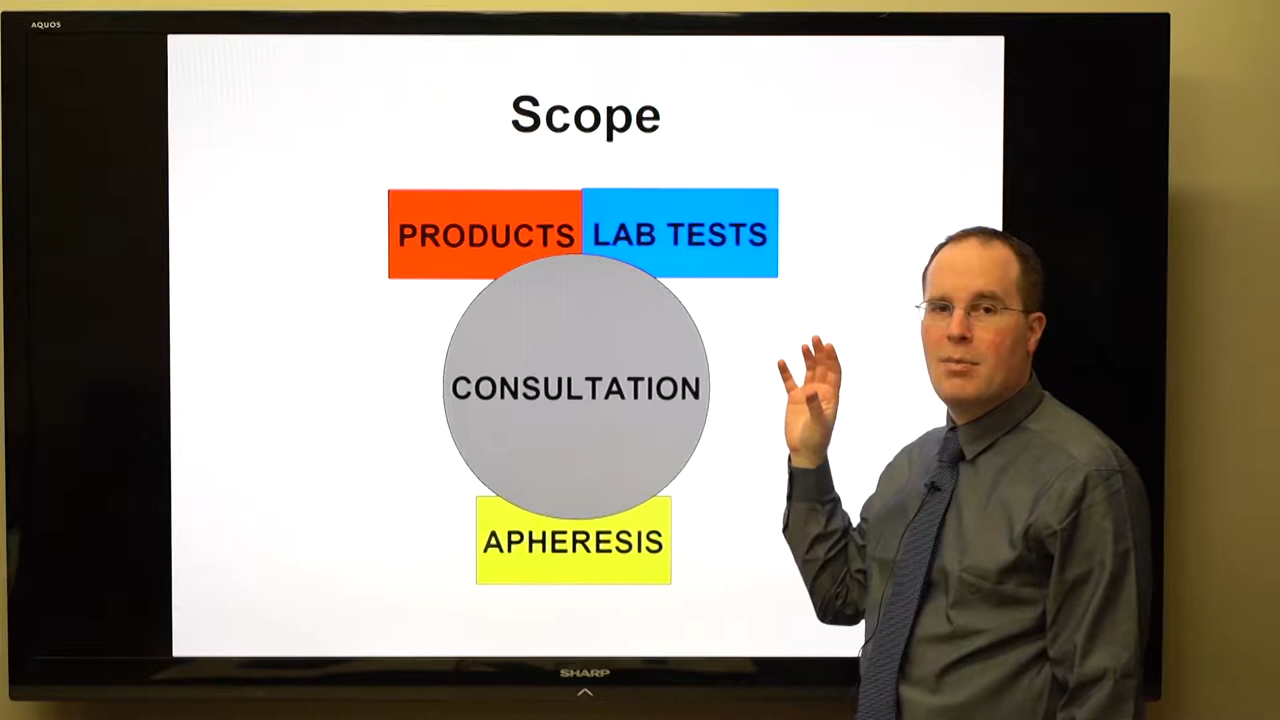 AQUOS
Scope
PRODUCTS LAB TESTS
CONSULTATION
APHERESIS
SHARP